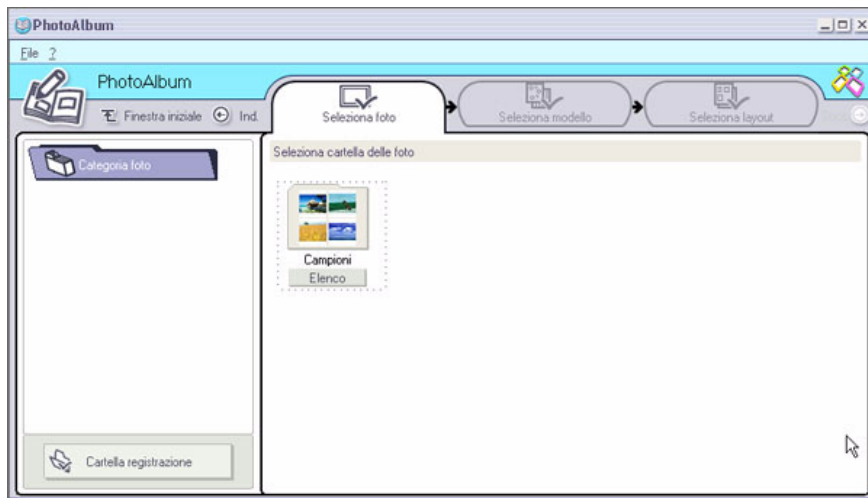 PhotoAlbum
File ?
PhotoAlbum
Finestra iniziale Ind.
Seleziona foto
Seleziona modello
Seleziona layout
Categoria foto
Seleziona cartella delle foto
Campioni
Elenco
Cartella registrazione